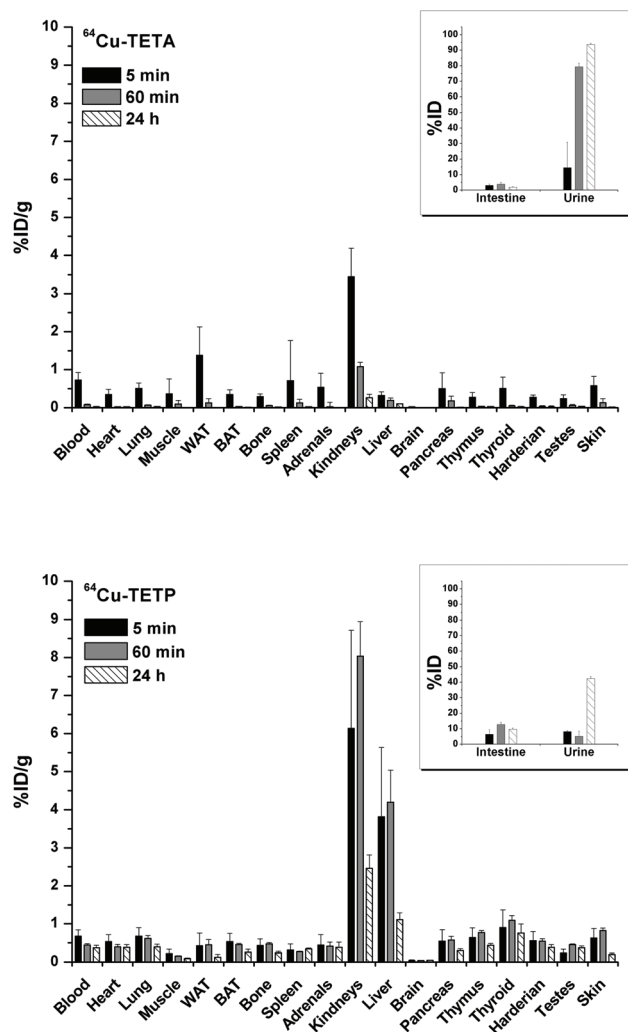 ⁶⁴Cu-TETA
5 min
60 min
24 h
%ID/g
10
9
8
7
6
5
4
3
2
1
0
Blood
Heart
Lung
Muscle
WAT
BAT
Bone
Spleen
Adrenals
Kidneys
Liver
Brain
Pancreas
Thymus
Thyroid
Harderian
Testes
Skin
%ID
100
90
80
70
60
50
40
30
20
10
0
Intestine
Urine
⁶⁴Cu-TETP
5 min
60 min
24 h
%ID/g
10
9
8
7
6
5
4
3
2
1
0
Blood
Heart
Lung
Muscle
WAT
BAT
Bone
Spleen
Adrenals
Kidneys
Liver
Brain
Pancreas
Thymus
Thyroid
Harderian
Testes
Skin
%ID
100
90
80
70
60
50
40
30
20
10
0
Intestine
Urine